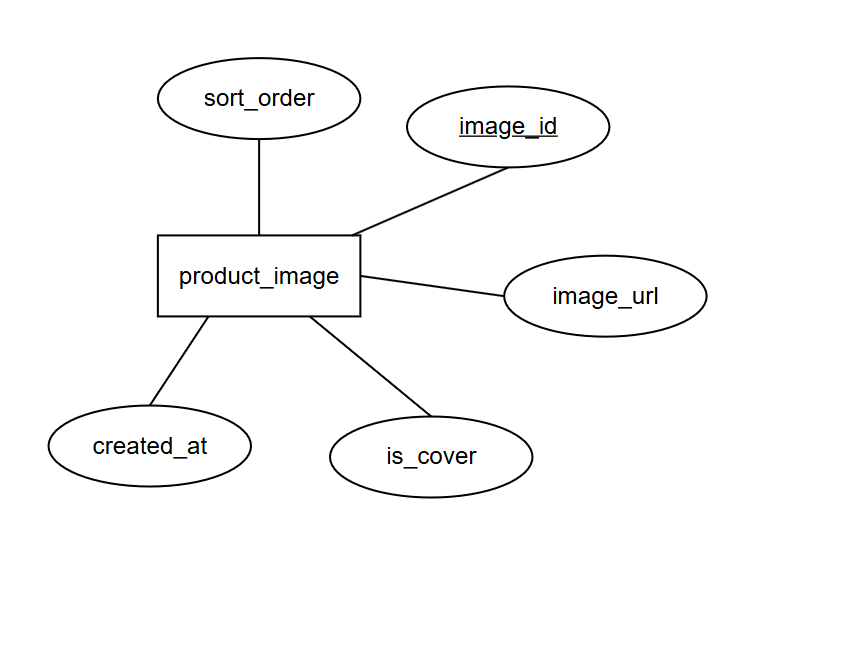 sort_order
image_id
product_image
image_url
created_at
is_cover